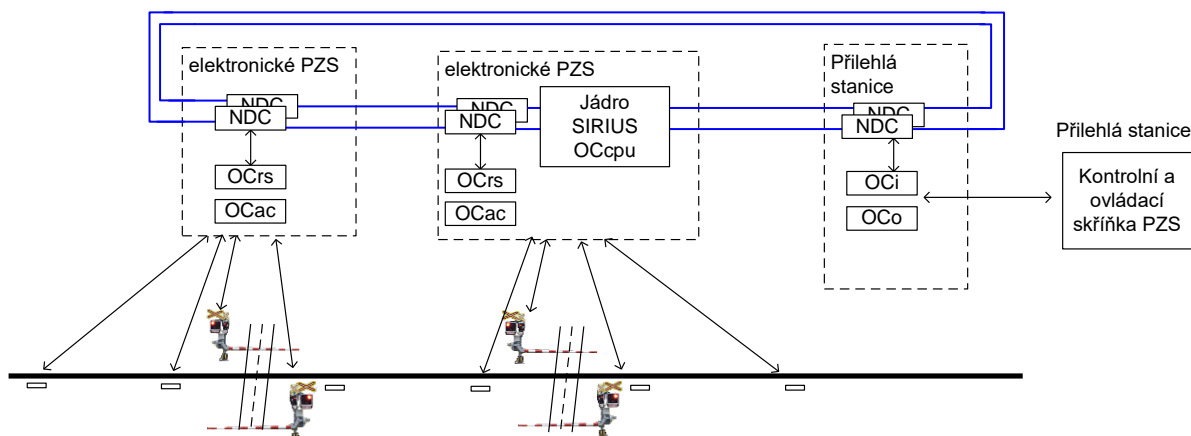 elektronické PZS
NDC
NDC
OCrs
OCac
elektronické PZS
NDC
NDC
Jádro
SIRIUS
OCcpu
OCrs
OCac
Přilehlá
stanice
NDC
NDC
OCi
OCo
Přilehlá stanice
Kontrolní a
ovládací
skříňka PZS